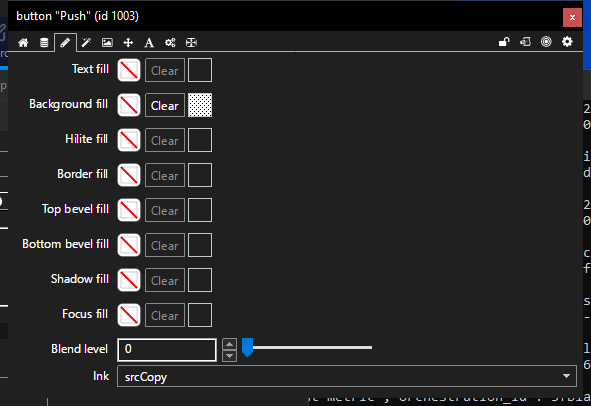 button "Push" (id 1003)
x
A
Text fill Clear
Background fill Clear
Hilite fill Clear
Border fill Clear
Top bevel fill Clear
Bottom bevel fill Clear
Shadow fill Clear
Focus fill Clear
Blend level 0
Ink srcCopy